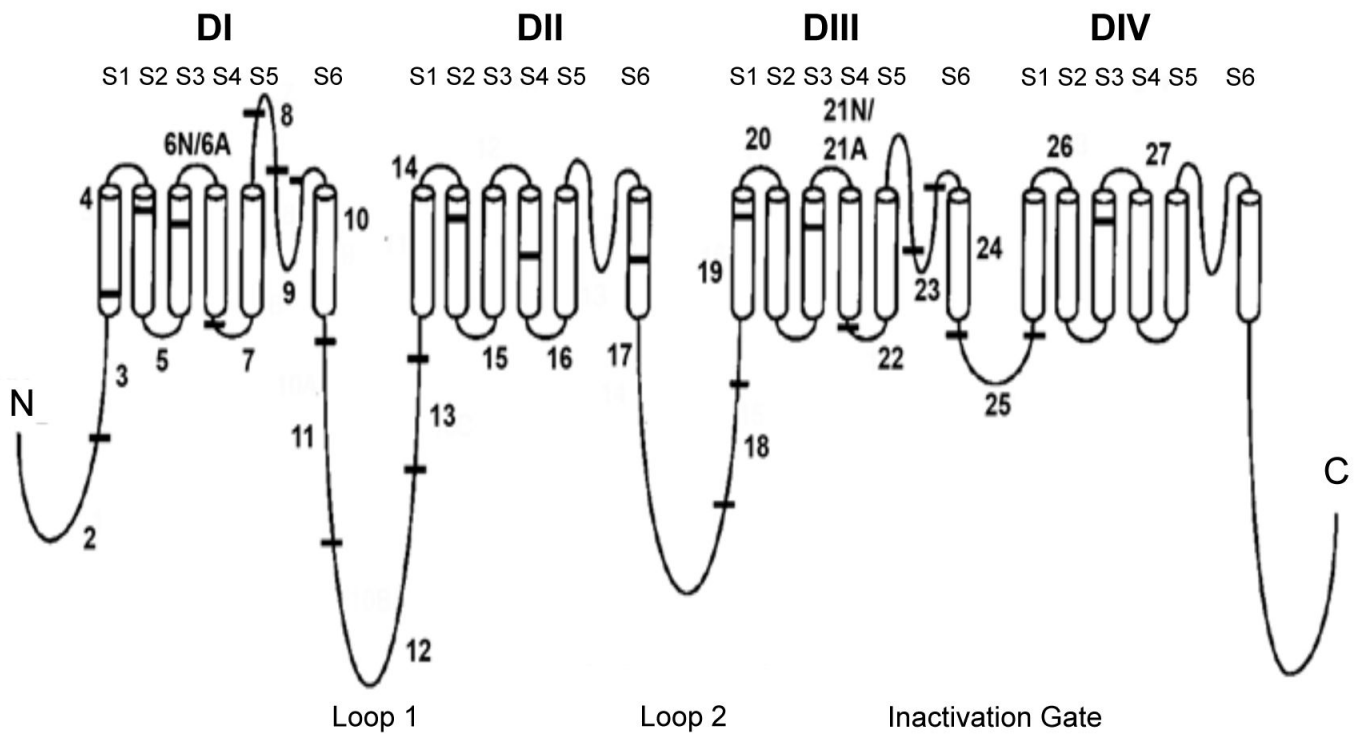 DI DII DIII DIV
S1 S2 S3 S4 S5 S6 S1 S2 S3 S4 S5 S6 S1 S2 S3 S4 S5 S6 S1 S2 S3 S4 S5 S6
8 21N/
6N/6A 20 21A 26 27
14
4
10
19 24
9 23
5 7 15 16 17 22
3
N 25
11 13
18
C
2
12
Loop 1 Loop 2 Inactivation Gate